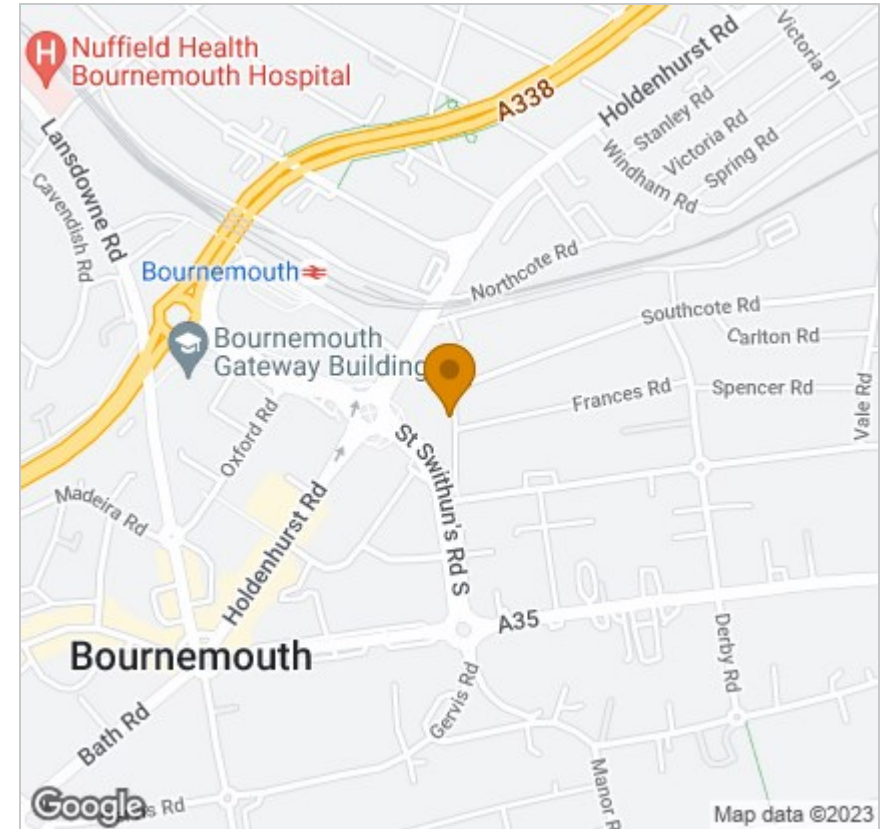 Nuffield Health
Bournemouth Hospital
Lansdowne Rd
Cavendish Rd
A338
Holdenhurst Rd
Stanley Rd
Victoria Pl
Victoria Rd
Windham Rd
Spring Rd
Northcote Rd
Bournemouth
Bournemouth
Gateway Building
Southcote Rd
Carlton Rd
Frances Rd
Spencer Rd
Vale Rd
Oxford Rd
St Swithun's Rd S
Madeira Rd
Holdenhurst Rd
A35
Bournemouth
Derby Rd
Gervis Rd
Bath Rd
Manor R
Google
is Rd
Map data ©2023